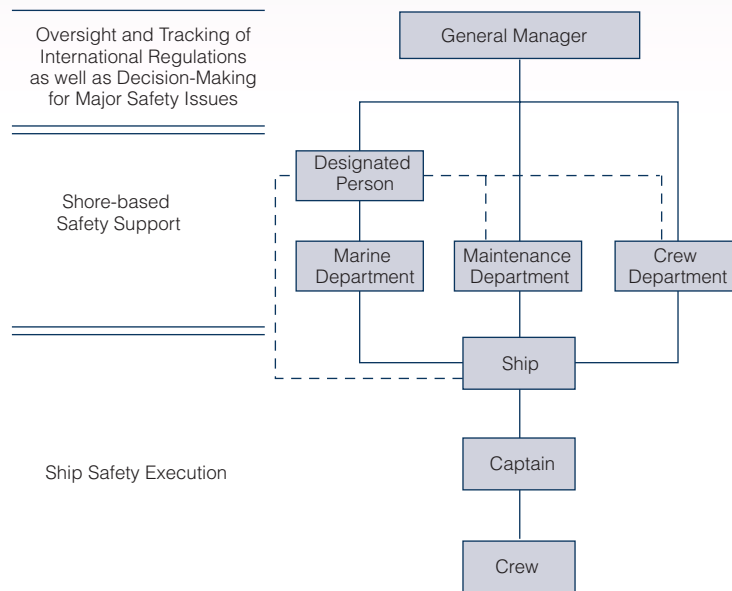 Oversight and Tracking of
International Regulations
as well as Decision-Making
for Major Safety Issues
General Manager
Shore-based
Safety Support
Designated
Person
Marine
Department
Maintenance
Department
Crew
Department
Ship Safety Execution
Ship
Captain
Crew